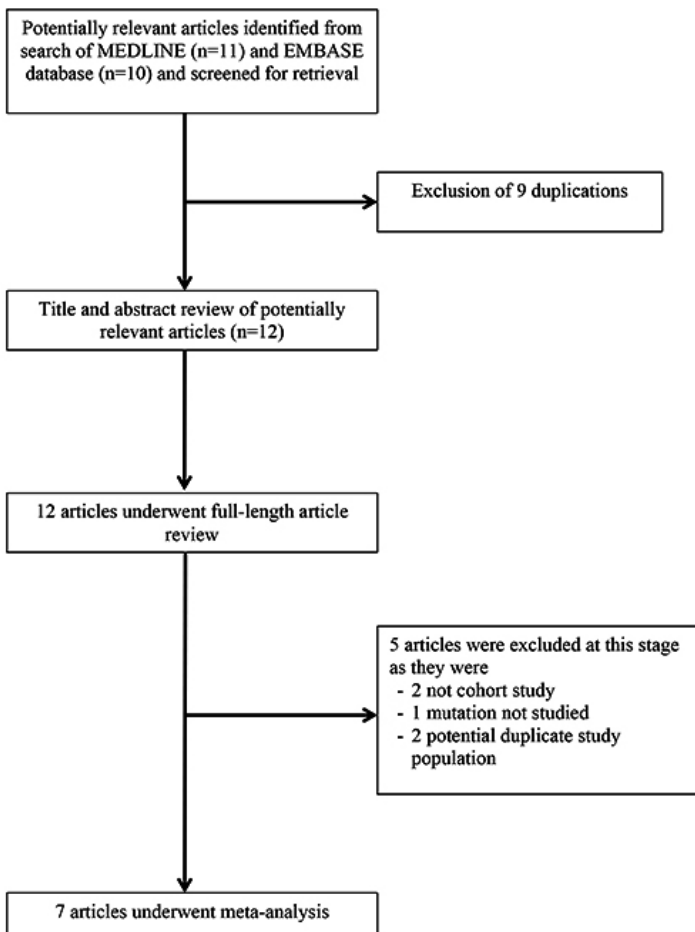 Potentially relevant articles identified from
search of MEDLINE (n=11) and EMBASE
database (n=10) and screened for retrieval
Exclusion of 9 duplications
Title and abstract review of potentially
relevant articles (n=12)
12 articles underwent full-length article
review
5 articles were excluded at this stage
as they were
- 2 not cohort study
- 1 mutation not studied
- 2 potential duplicate study
population
7 articles underwent meta-analysis